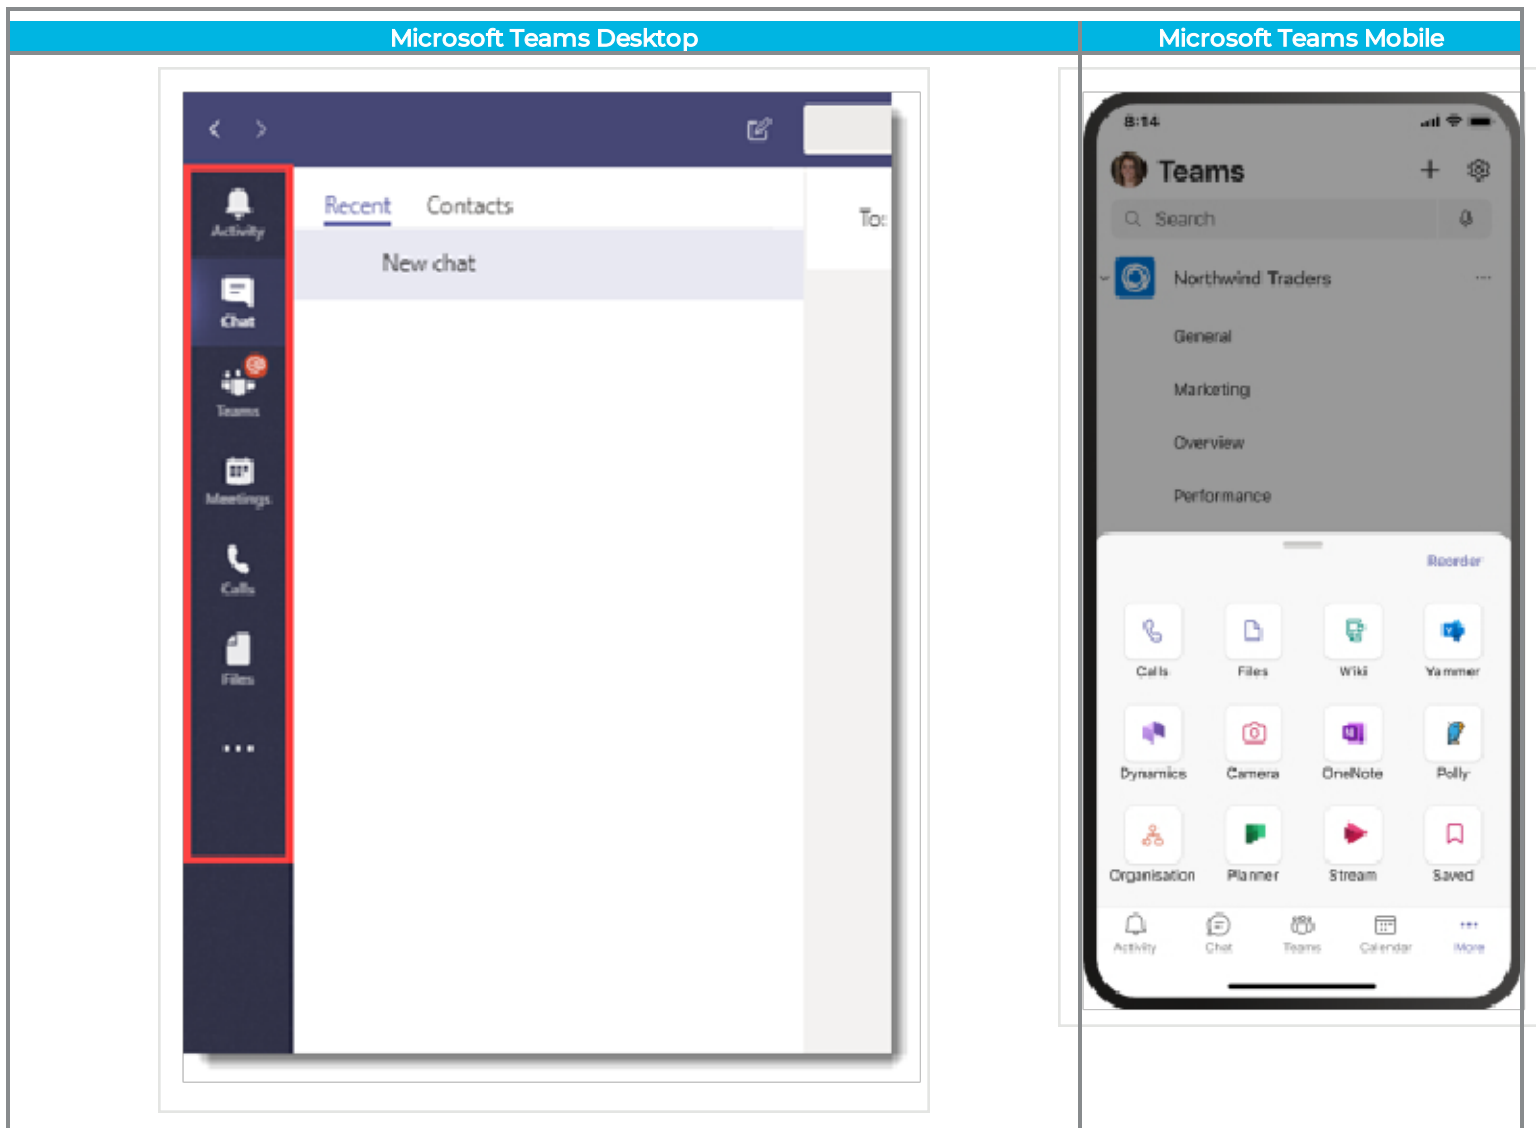 Microsoft Teams Desktop
Microsoft Teams Mobile
Activity
Chat
Teams
Meetings
Calls
Files
Recent Contacts
New chat
To:
8:14
Teams
Search
Northwind Traders
General
Marketing
Overview
Performance
Reorder
Calls Files Wiki Yammer
Dynamics Camera OneNote Polly
Organisation Planner Stream Saved
Activity Chat Teams Calendar More